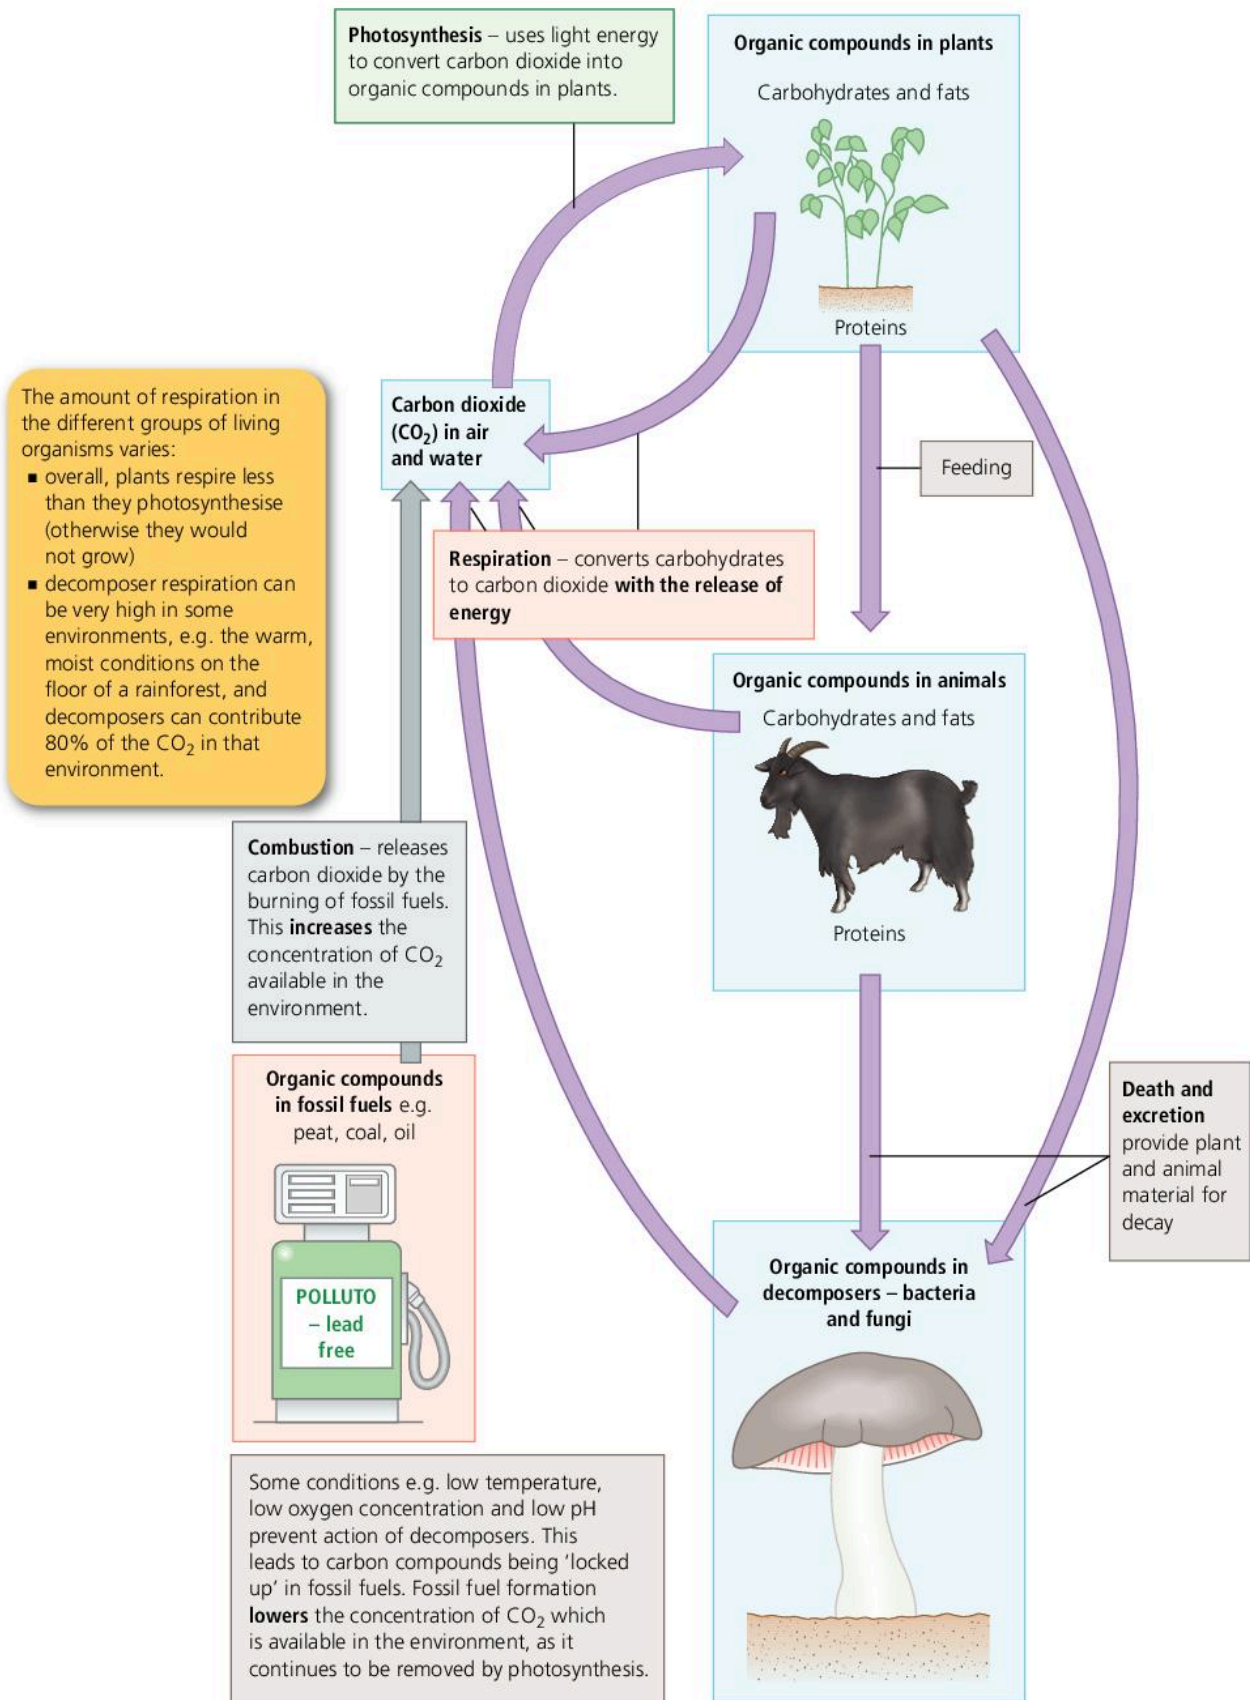 Photosynthesis – uses light energy
to convert carbon dioxide into
organic compounds in plants.
Organic compounds in plants
Carbohydrates and fats
Proteins
The amount of respiration in
the different groups of living
organisms varies:
■ overall, plants respire less
than they photosynthesise
(otherwise they would
not grow)
■ decomposer respiration can
be very high in some
environments, e.g. the warm,
moist conditions on the
floor of a rainforest, and
decomposers can contribute
80% of the CO₂ in that
environment.
Carbon dioxide
(CO₂) in air
and water
Feeding
Respiration – converts carbohydrates
to carbon dioxide with the release of
energy
Organic compounds in animals
Carbohydrates and fats
Proteins
Combustion – releases
carbon dioxide by the
burning of fossil fuels.
This increases the
concentration of CO₂
available in the
environment.
Organic compounds
in fossil fuels e.g.
peat, coal, oil
POLLUTO
– lead
free
Death and
excretion
provide plant
and animal
material for
decay
Organic compounds in
decomposers – bacteria
and fungi
Some conditions e.g. low temperature,
low oxygen concentration and low pH
prevent action of decomposers. This
leads to carbon compounds being ‘locked
up’ in fossil fuels. Fossil fuel formation
lowers the concentration of CO₂ which
is available in the environment, as it
continues to be removed by photosynthesis.